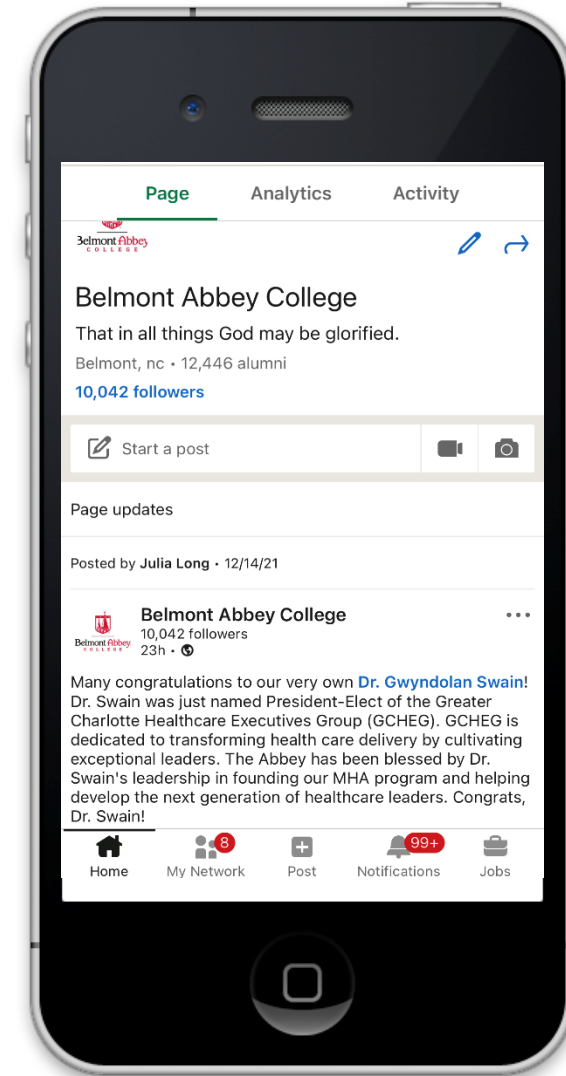 Page Analytics Activity
Belmont Abbey
COLLEGE
Belmont Abbey College
That in all things God may be glorified.
Belmont, nc • 12,446 alumni
10,042 followers
Start a post
Page updates
Posted by Julia Long • 12/14/21
Belmont Abbey
COLLEGE
Belmont Abbey College
10,042 followers
23h •
Many congratulations to our very own Dr. Gwyndolan Swain!
Dr. Swain was just named President-Elect of the Greater
Charlotte Healthcare Executives Group (GCHEG). GCHEG is
dedicated to transforming health care delivery by cultivating
exceptional leaders. The Abbey has been blessed by Dr.
Swain's leadership in founding our MHA program and helping
develop the next generation of healthcare leaders. Congrats,
Dr. Swain!
8 99+
Home My Network Post Notifications Jobs